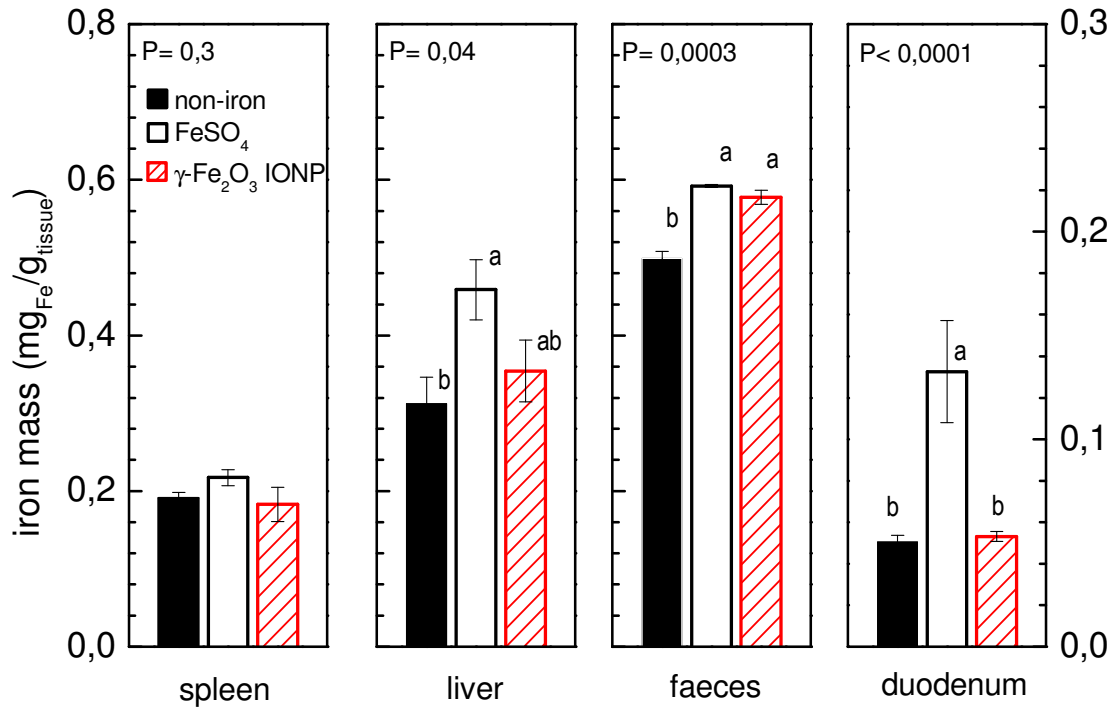 0,8
0,6
0,4
0,2
0,0
iron mass (mg_Fe/g_tissue)
P= 0,3
non-iron
FeSO₄
γ-Fe₂O₃ IONP
spleen
P= 0,04
b
a
ab
liver
P= 0,0003
b
a
a
faeces
P< 0,0001
b
a
b
duodenum
0,3
0,2
0,1
0,0